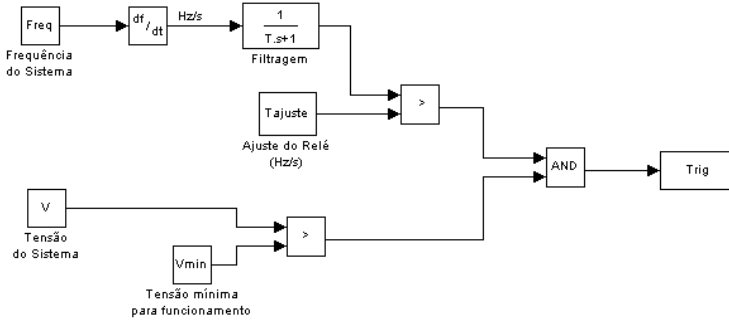 Freq
Frequência
do Sistema
df/dt
Hz/s
1
T.s+1
Filtragem
Tajuste
Ajuste do Relé
(Hz/s)
>
AND
Trig
V
Tensão
do Sistema
>
Vmin
Tensão mínima
para funcionamento